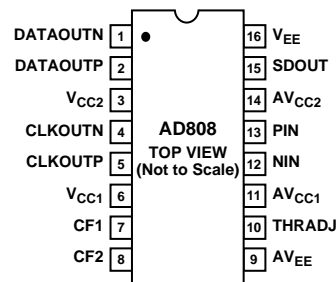 DATAOUTN 1
DATAOUTP 2
VCC2 3
CLKOUTN 4
CLKOUTP 5
VCC1 6
CF1 7
CF2 8
AD808
TOP VIEW
(Not to Scale)
16 VEE
15 SDOUT
14 AVCC2
13 PIN
12 NIN
11 AVCC1
10 THRADJ
9 AVEE